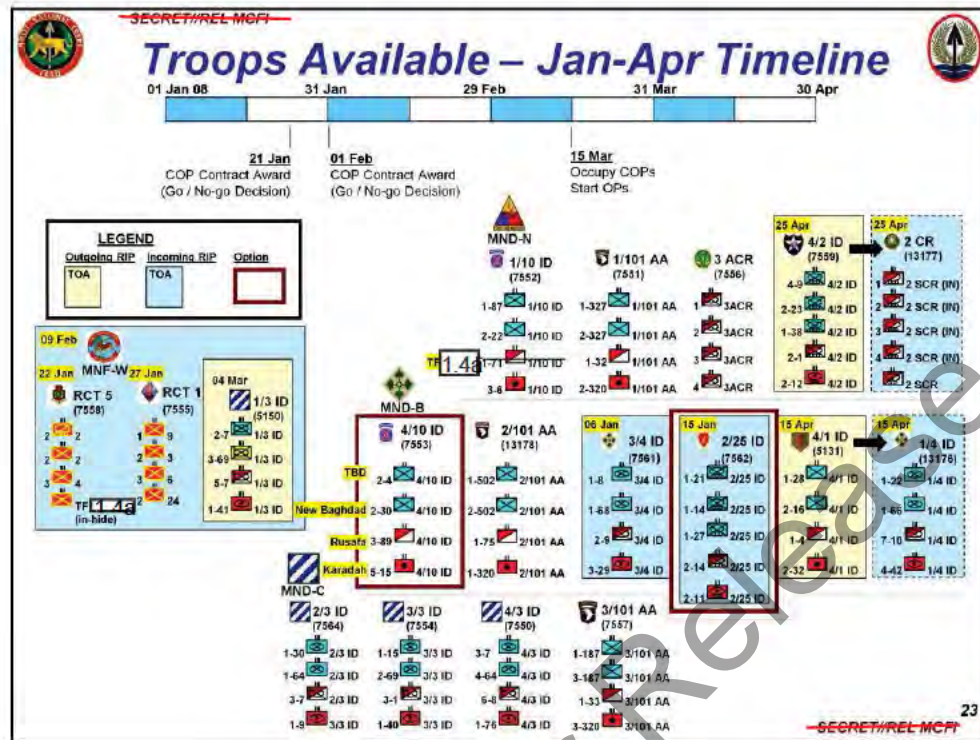 SECRET//REL MCFI
Troops Available – Jan-Apr Timeline
01 Jan 08 31 Jan 29 Feb 31 Mar 30 Apr
21 Jan
COP Contract Award
(Go / No-go Decision)
01 Feb
COP Contract Award
(Go / No-go Decision)
15 Mar
Occupy COPs
Start OPs
LEGEND
Outgoing RIP Incoming RIP Option
TOA TOA
MND-N
1/10 ID
(7552)
1-87 1/10 ID
2-22 1/10 ID
TF 1.4a
1-71 1/10 ID
3-6 1/10 ID
1/101 AA
(7551)
1-327 1/101 AA
2-327 1/101 AA
1-32 1/101 AA
2-320 1/101 AA
3 ACR
(7556)
1 3ACR
2 3ACR
3 3ACR
4 3ACR
25 Apr
4/2 ID
(7559)
4-9 4/2 ID
2-23 4/2 ID
1-38 4/2 ID
2-1 4/2 ID
2-12 4/2 ID
25 Apr
2 CR
(13177)
1 2 SCR (IN)
2 2 SCR (IN)
3 2 SCR (IN)
4 2 SCR (IN)
2 SCR
09 Feb
MNF-W
22 Jan
RCT 5
(7558)
2 2
2 2
3 4
TF 1.4a
(in-hide)
27 Jan
RCT 1
(7555)
1 9
2 3
3 6
2 24
04 Mar
1/3 ID
(5150)
2-7 1/3 ID
3-69 1/3 ID
5-7 1/3 ID
1-41 1/3 ID
MND-B
4/10 ID
(7553)
TBD
2-4 4/10 ID
New Baghdad 2-30 4/10 ID
Rusafa 3-89 4/10 ID
Karadah 5-15 4/10 ID
2/101 AA
(13178)
1-502 2/101 AA
2-502 2/101 AA
1-75 2/101 AA
1-320 2/101 AA
06 Jan
3/4 ID
(7561)
1-8 3/4 ID
1-68 3/4 ID
2-9 3/4 ID
3-29 3/4 ID
15 Jan
2/25 ID
(7562)
1-21 2/25 ID
1-14 2/25 ID
1-27 2/25 ID
2-14 2/25 ID
2-11 2/25 ID
15 Apr
4/1 ID
(5131)
1-28 4/1 ID
2-16 4/1 ID
1-4 4/1 ID
2-32 4/1 ID
15 Apr
1/4 ID
(13176)
1-22 1/4 ID
1-66 1/4 ID
7-10 1/4 ID
4-42 1/4 ID
MND-C
2/3 ID
(7564)
1-30 2/3 ID
1-64 2/3 ID
3-7 2/3 ID
1-9 3/3 ID
3/3 ID
(7554)
1-15 3/3 ID
2-69 3/3 ID
3-1 3/3 ID
1-40 3/3 ID
4/3 ID
(7550)
3-7 4/3 ID
4-64 4/3 ID
6-8 4/3 ID
1-76 4/3 ID
3/101 AA
(7557)
1-187 3/101 AA
3-187 3/101 AA
1-33 3/101 AA
3-320 3/101 AA
Release
23
SECRET//REL MCFI